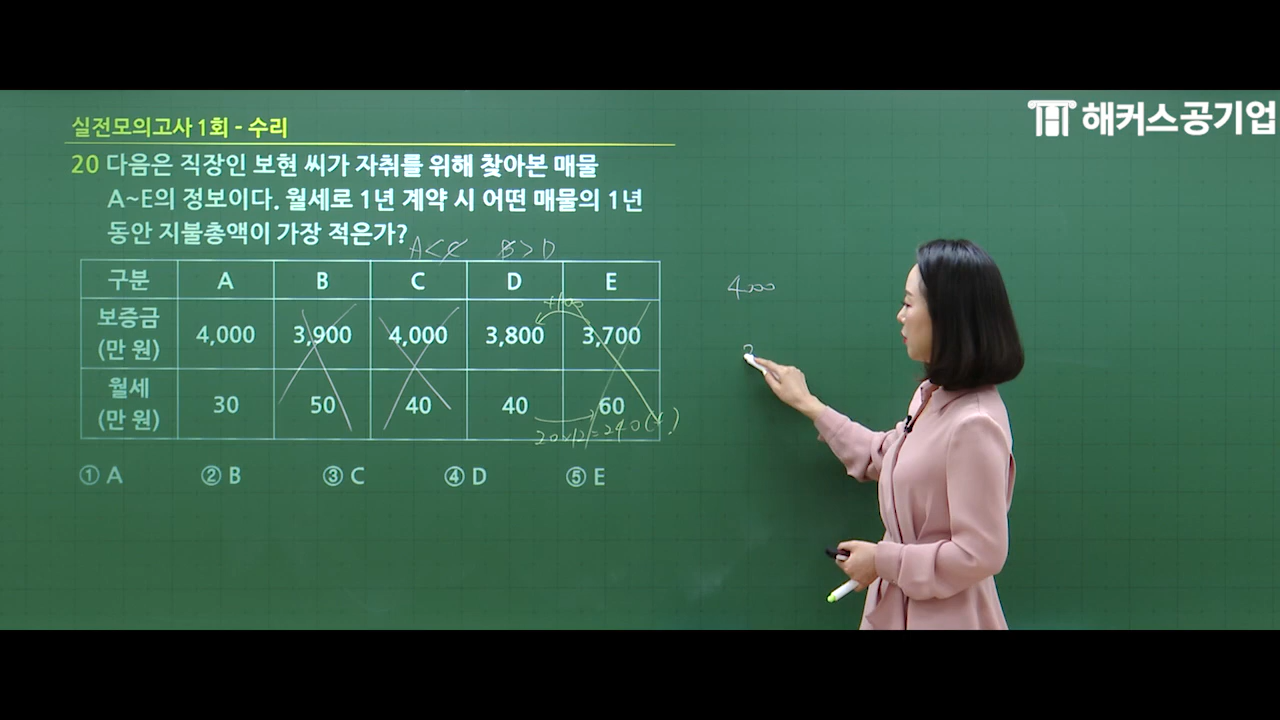 해커스공기업
실전모의고사 1회 - 수리
20 다음은 직장인 보현 씨가 자취를 위해 찾아본 매물
A~E의 정보이다. 월세로 1년 계약 시 어떤 매물의 1년
동안 지불총액이 가장 적은가?
A<C B>D
구분 A B C D E
+100
보증금
(만 원) 4,000 3,900 4,000 3,800 3,700
월세
(만 원) 30 50 40 40 60
20×12=240(↓)
① A ② B ③ C ④ D ⑤ E
4000